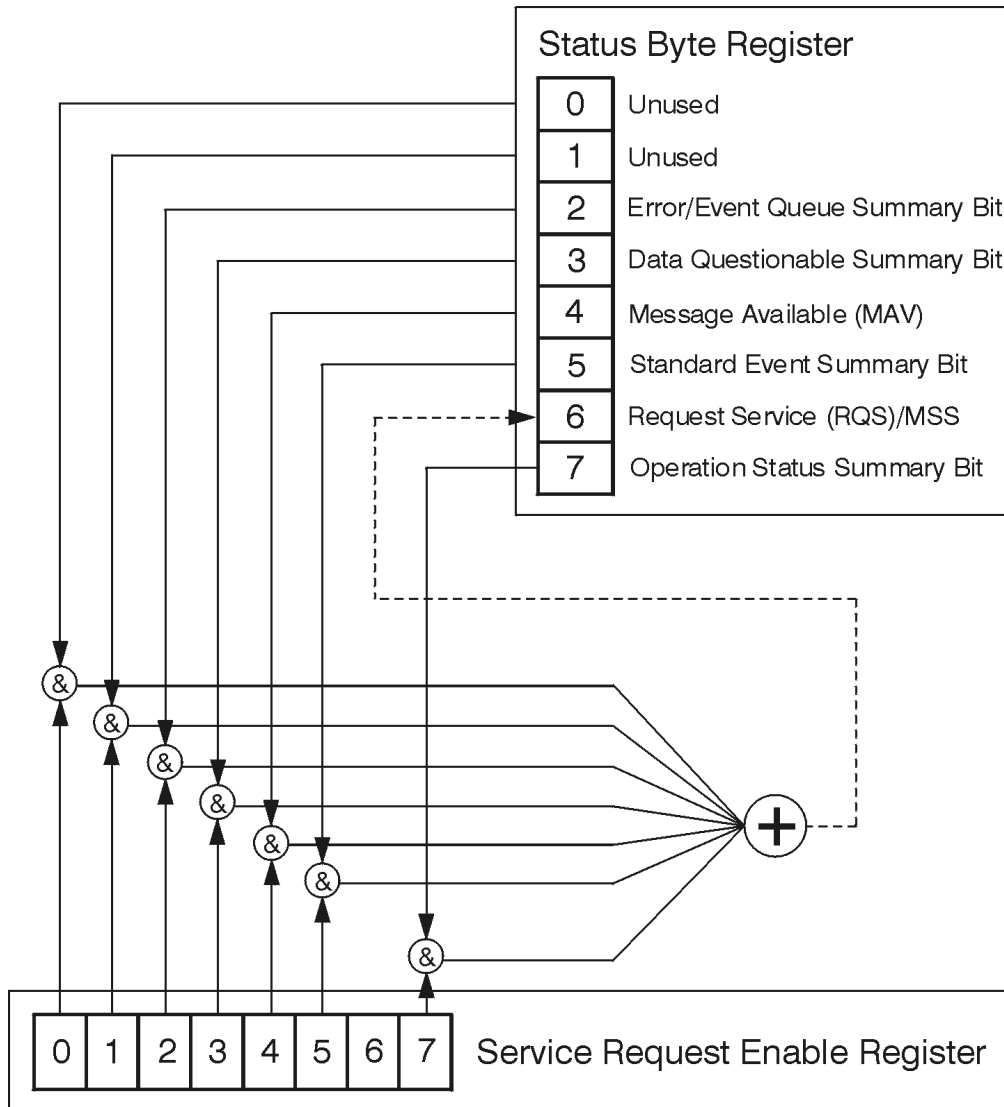 Status Byte Register
0 Unused
1 Unused
2 Error/Event Queue Summary Bit
3 Data Questionable Summary Bit
4 Message Available (MAV)
5 Standard Event Summary Bit
6 Request Service (RQS)/MSS
7 Operation Status Summary Bit
&
&
&
&
&
&
+
&
0 1 2 3 4 5 6 7 Service Request Enable Register